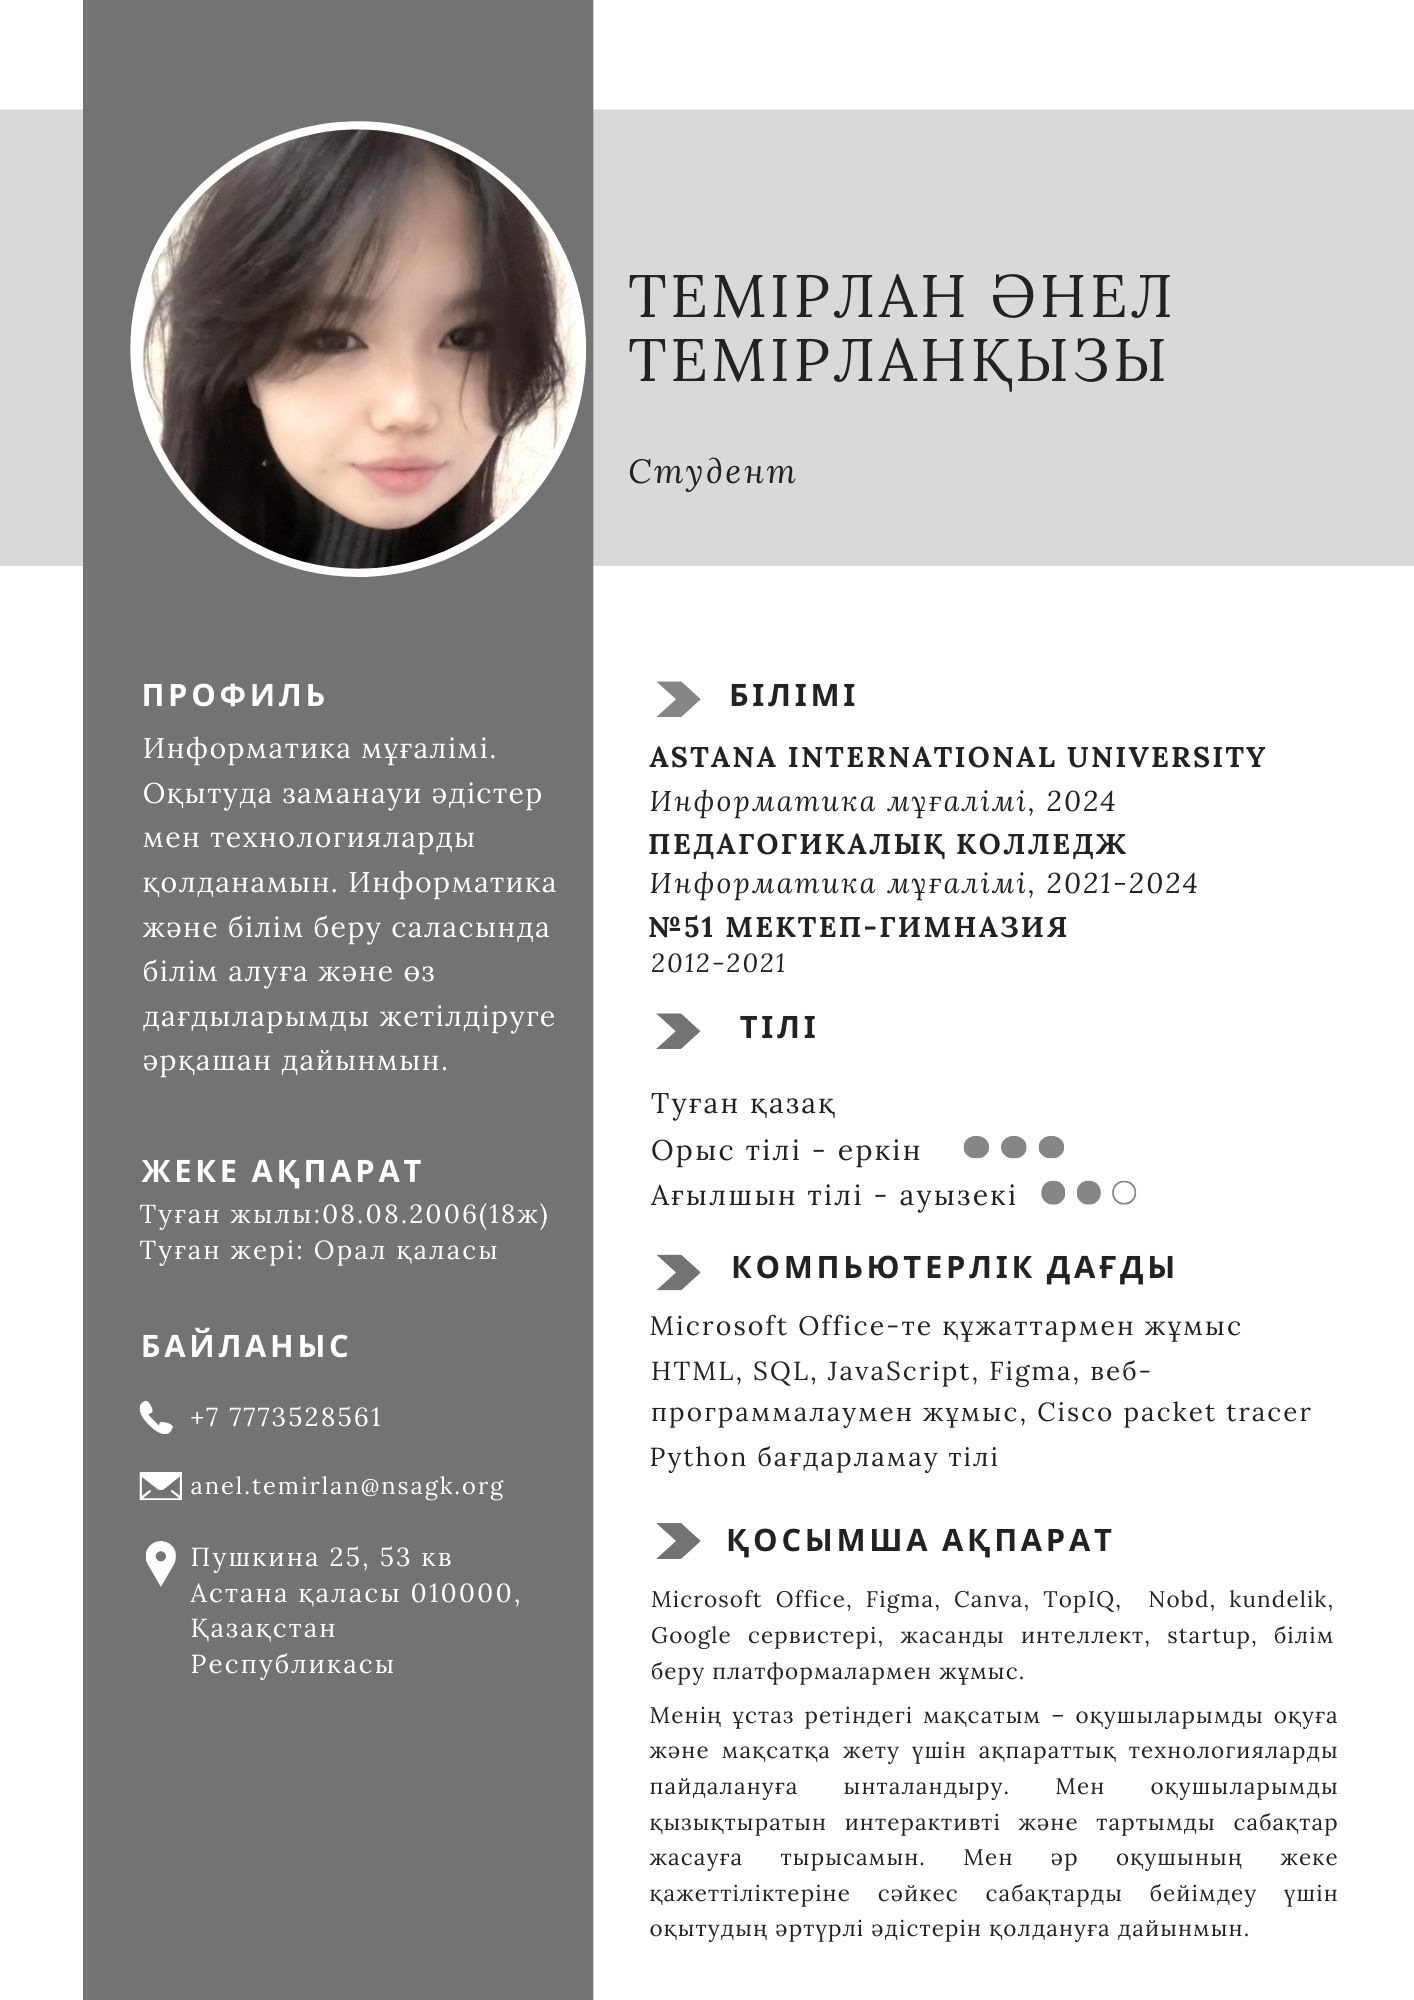 ТЕМІРЛАН ӘНЕЛ
ТЕМІРЛАНҚЫЗЫ
Студент
ПРОФИЛЬ
Информатика мұғалімі.
Оқытуда заманауи әдістер
мен технологияларды
қолданамын. Информатика
және білім беру саласында
білім алуға және өз
дағдыларымды жетілдіруге
әрқашан дайынмын.
ЖЕКЕ АҚПАРАТ
Туған жылы:08.08.2006(18ж)
Туған жері: Орал қаласы
БАЙЛАНЫС
+7 7773528561
anel.temirlan@nsagk.org
Пушкина 25, 53 кв
Астана қаласы 010000,
Қазақстан
Республикасы
БІЛІМІ
ASTANA INTERNATIONAL UNIVERSITY
Информатика мұғалімі, 2024
ПЕДАГОГИКАЛЫҚ КОЛЛЕДЖ
Информатика мұғалімі, 2021-2024
№51 МЕКТЕП-ГИМНАЗИЯ
2012-2021
ТІЛІ
Туған қазақ
Орыс тілі - еркін
Ағылшын тілі - ауызекі
КОМПЬЮТЕРЛІК ДАҒДЫ
Microsoft Office-те құжаттармен жұмыс
HTML, SQL, JavaScript, Figma, веб-
программалаумен жұмыс, Cisco packet tracer
Python бағдарламау тілі
ҚОСЫМША АҚПАРАТ
Microsoft Office, Figma, Canva, TopIQ, Nobd, kundelik,
Google сервистері, жасанды интеллект, startup, білім
беру платформалармен жұмыс.
Менің ұстаз ретіндегі мақсатым – оқушыларымды оқуға
және мақсатқа жету үшін ақпараттық технологияларды
пайдалануға ынталандыру. Мен оқушыларымды
қызықтыратын интерактивті және тартымды сабақтар
жасауға тырысамын. Мен әр оқушының жеке
қажеттіліктеріне сәйкес сабақтарды бейімдеу үшін
оқытудың әртүрлі әдістерін қолдануға дайынмын.